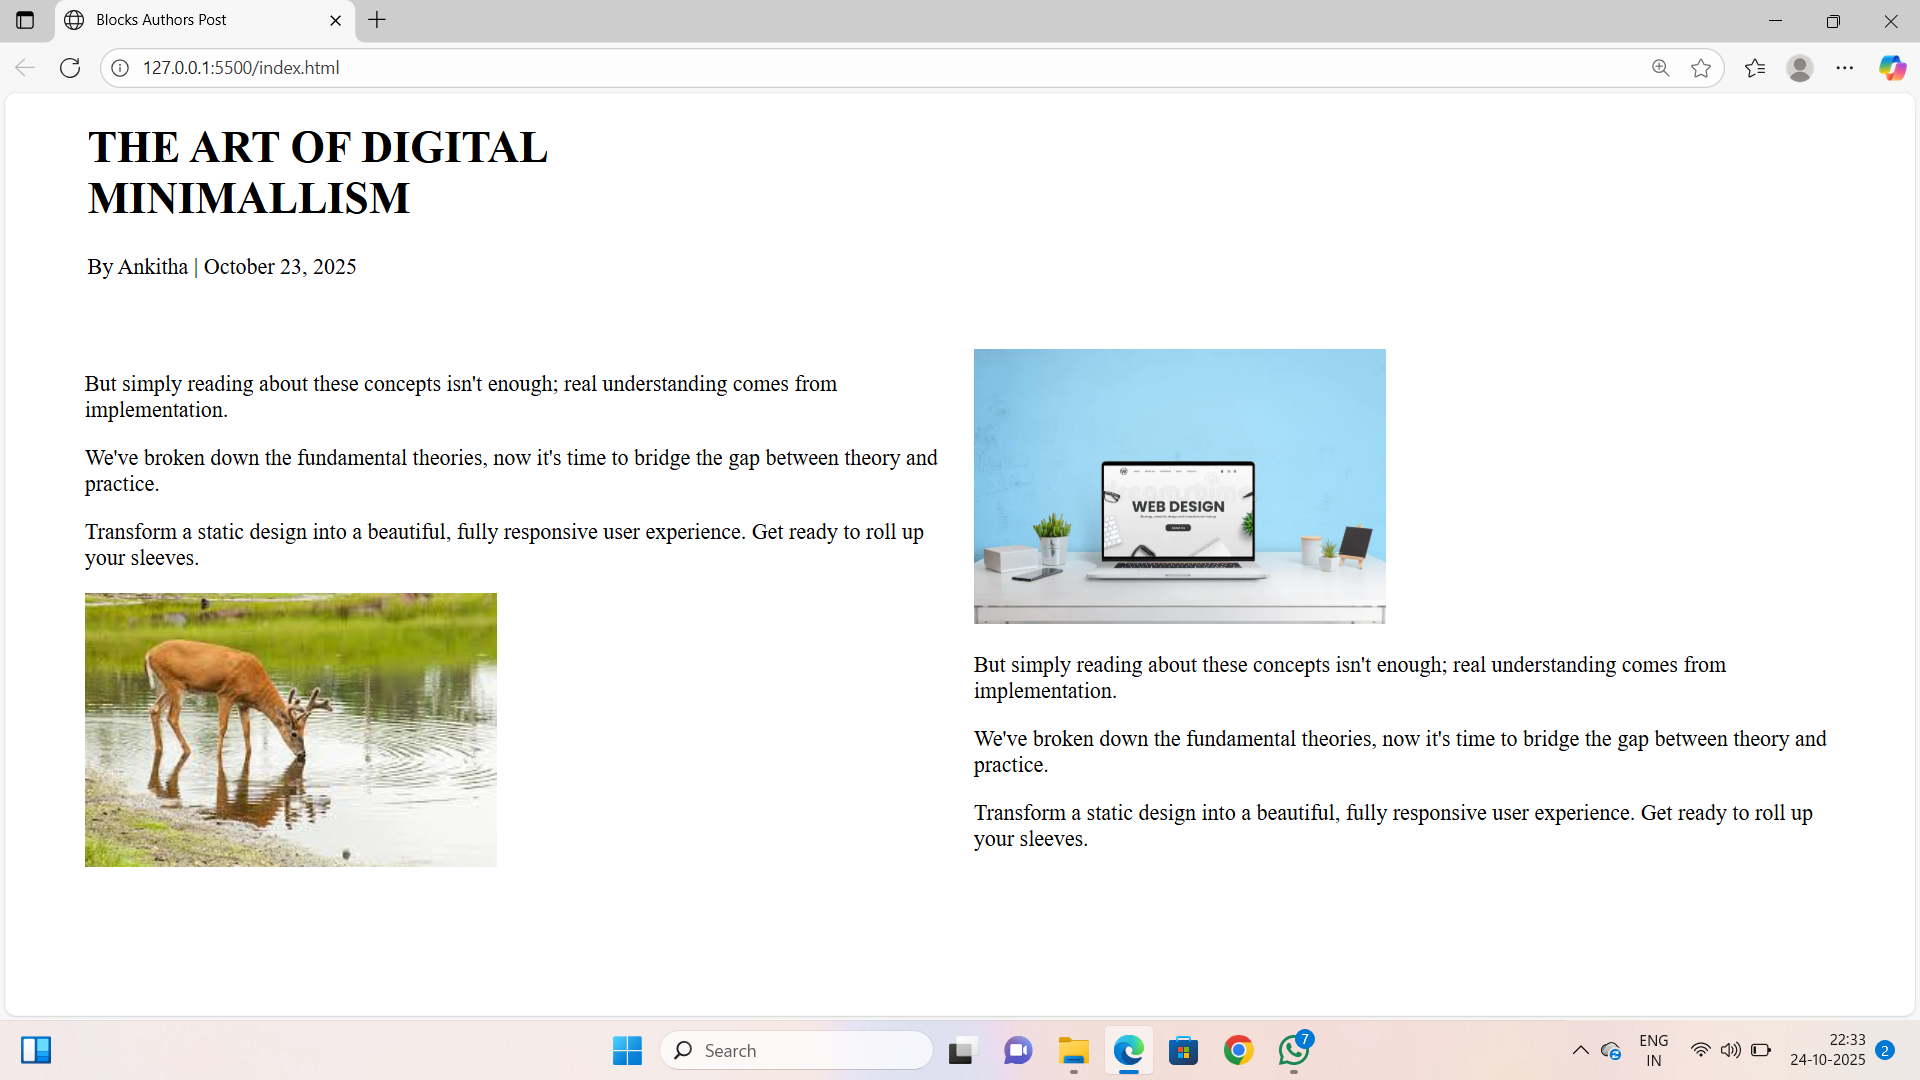 Blocks Authors Post
127.0.0.1:5500/index.html
THE ART OF DIGITAL
MINIMALLISM
By Ankitha | October 23, 2025
But simply reading about these concepts isn't enough; real understanding comes from
implementation.
We've broken down the fundamental theories, now it's time to bridge the gap between theory and
practice.
Transform a static design into a beautiful, fully responsive user experience. Get ready to roll up
your sleeves.
WEB DESIGN
But simply reading about these concepts isn't enough; real understanding comes from
implementation.
We've broken down the fundamental theories, now it's time to bridge the gap between theory and
practice.
Transform a static design into a beautiful, fully responsive user experience. Get ready to roll up
your sleeves.
Search
7
ENG
IN
22:33
24-10-2025
2